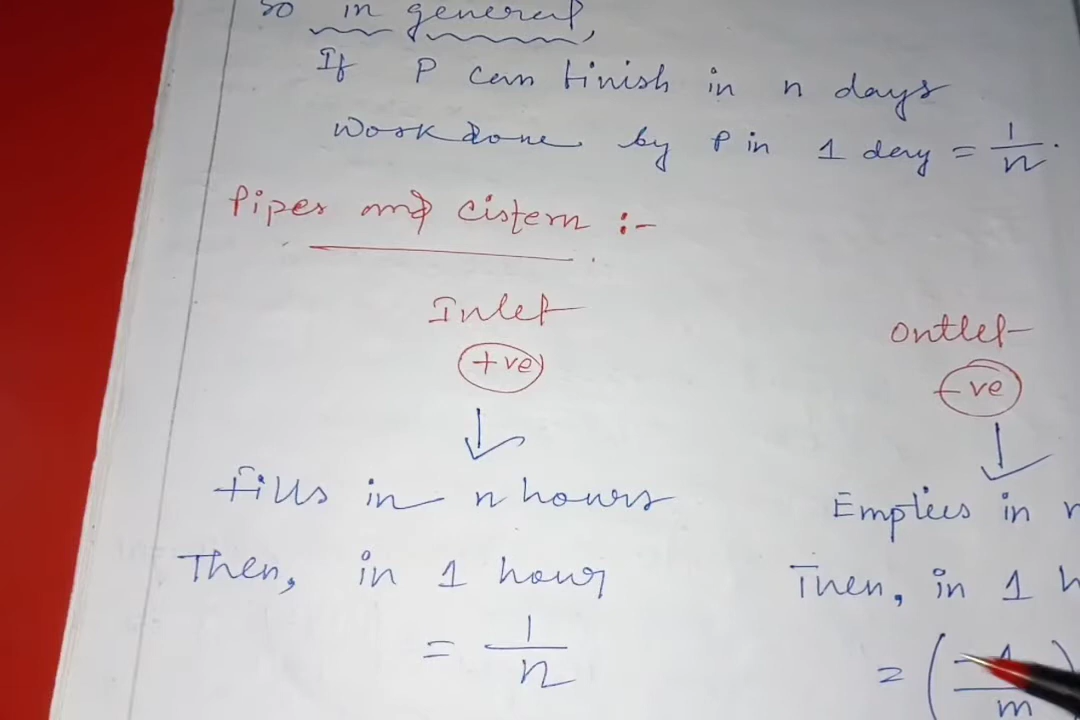 So in general,
If P can finish in n days
Work done by P in 1 day = 1/n.
Pipes and cistern :-
Inlet
+ve
fills in n hours
Then, in 1 hour
= 1/n
Outlet
-ve
Empties in
Then, in 1 h
= (-1/m)